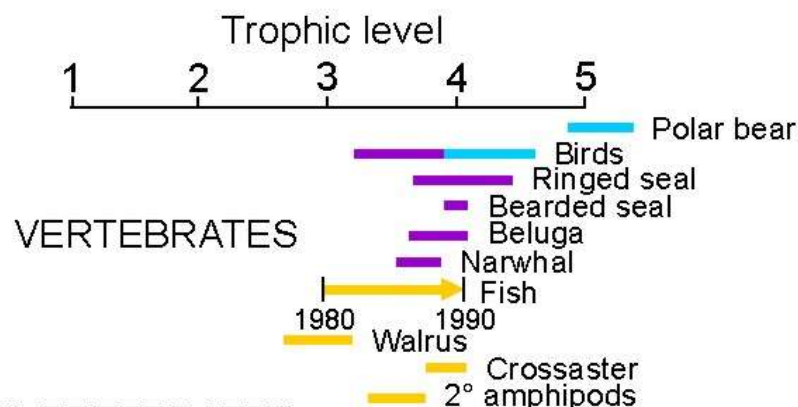 Trophic level
1 2 3 4 5
Polar bear
Birds
Ringed seal
Bearded seal
VERTEBRATES
Beluga
Narwhal
Fish
1980 1990
Walrus
Crossaster
2° amphipods